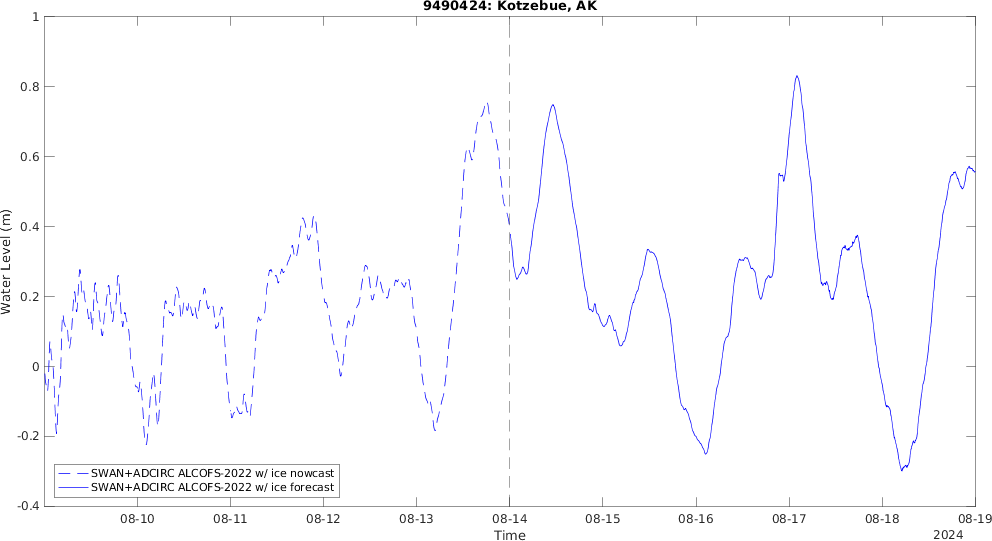 9490424: Kotzebue, AK
1
0.8
0.6
0.4
0.2
0
-0.2
-0.4
Water Level (m)
SWAN+ADCIRC ALCOFS-2022 w/ ice nowcast
SWAN+ADCIRC ALCOFS-2022 w/ ice forecast
08-10 08-11 08-12 08-13 08-14 08-15 08-16 08-17 08-18 08-19
Time
2024